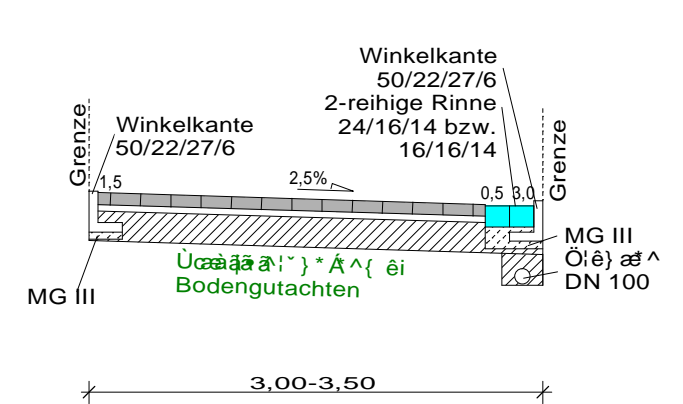 Winkelkante
50/22/27/6
2-reihige Rinne
24/16/14 bzw.
16/16/14
Grenze
Winkelkante
50/22/27/6
Grenze
1,5
2,5%
0,5
3,0
MG III
DN 100
Bodengutachten
MG III
3,00-3,50